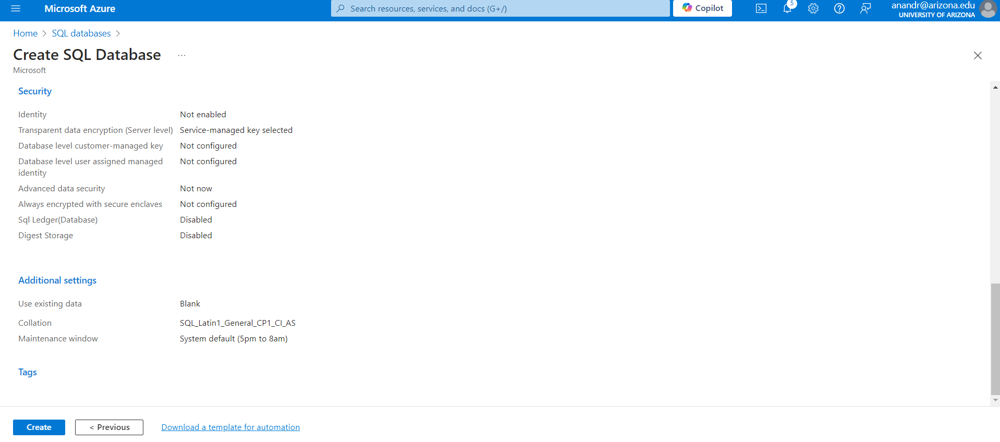 Microsoft Azure
Search resources, services, and docs (G+/)
Copilot
5
anandr@arizona.edu
UNIVERSITY OF ARIZONA
Home > SQL databases >
Create SQL Database ...
Microsoft
Security
Identity Not enabled
Transparent data encryption (Server level) Service-managed key selected
Database level customer-managed key Not configured
Database level user assigned managed Not configured
identity
Advanced data security Not now
Always encrypted with secure enclaves Not configured
Sql Ledger(Database) Disabled
Digest Storage Disabled
Additional settings
Use existing data Blank
Collation SQL_Latin1_General_CP1_CI_AS
Maintenance window System default (5pm to 8am)
Tags
Create
< Previous
Download a template for automation